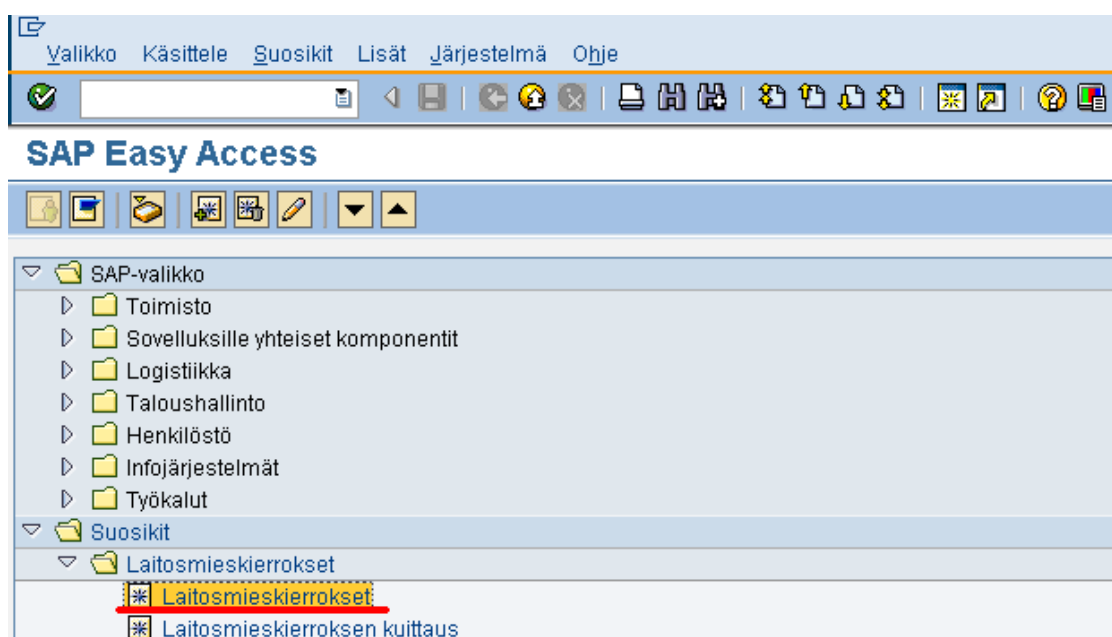 Valikko Käsittele Suosikit Lisät Järjestelmä Ohje
SAP Easy Access
SAP-valikko
Toimisto
Sovelluksille yhteiset komponentit
Logistiikka
Taloushallinto
Henkilöstö
Infojärjestelmät
Työkalut
Suosikit
Laitosmieskierrokset
Laitosmieskierrokset
Laitosmieskierroksen kuittaus